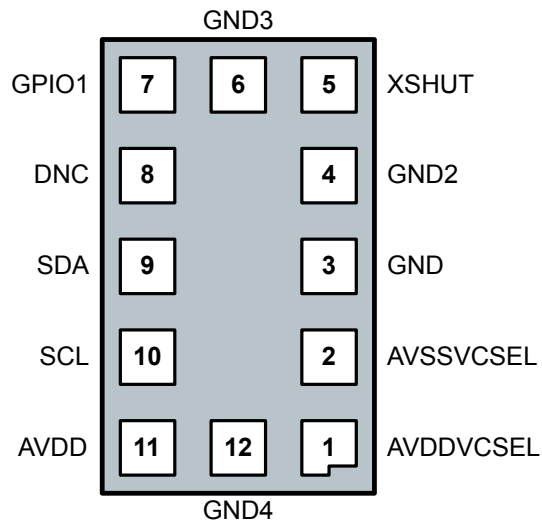 GND3
GPIO1 7 6 5 XSHUT
DNC 8 4 GND2
SDA 9 3 GND
SCL 10 2 AVSSVCSEL
AVDD 11 12 1 AVDDVCSEL
GND4